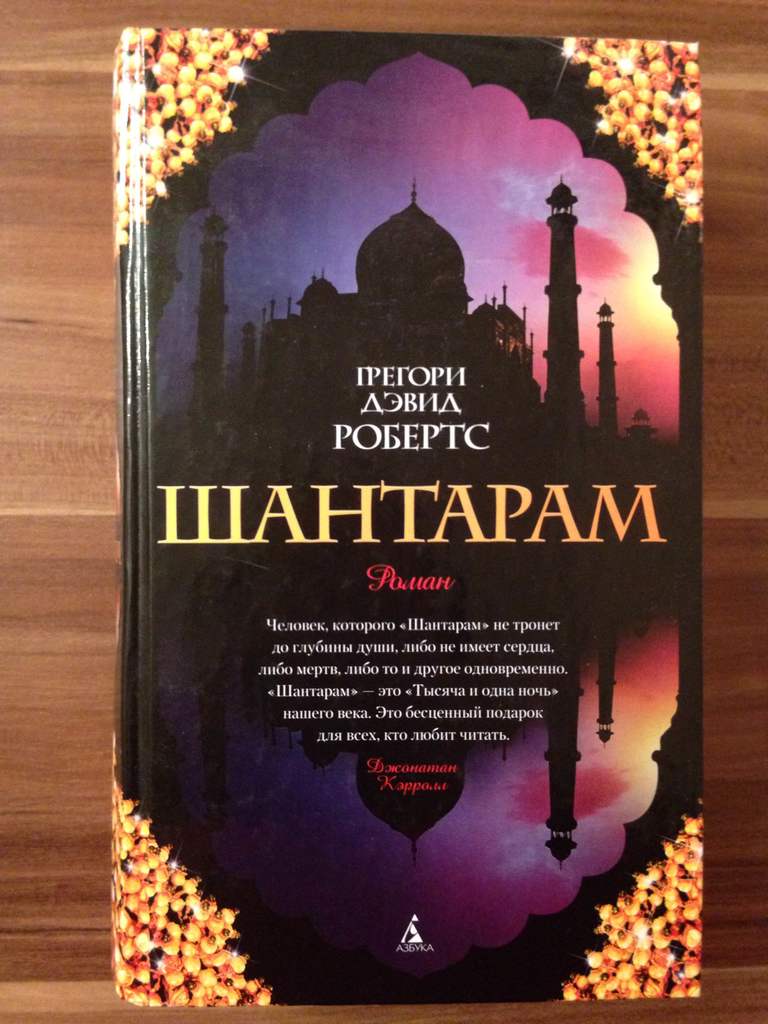 ГРЕГОРИ
ДЭВИД
РОБЕРТС
ШАНТАРАМ
Роман
Человек, которого «Шантарам» не тронет
до глубины души, либо не имеет сердца,
либо мертв, либо то и другое одновременно.
«Шантарам» — это «Тысяча и одна ночь»
нашего века. Это бесценный подарок
для всех, кто любит читать.
Джонатан
Кэрролл
АЗБУКА